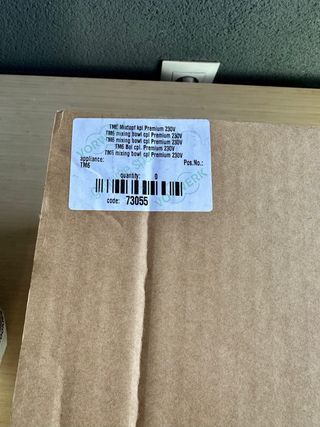 TM6 Mixtopf kpl Premium 230V
TM6 mixing bowl cpl Premium 230V
TM6 mixing bowl cpl Premium 230V
TM6 Bol cpl. Premium 230V
TM6 mixing bowl cpl Premium 230V
appliance: Pos.No.:
TM6
quantity: 0
code: 73055
VORWERK